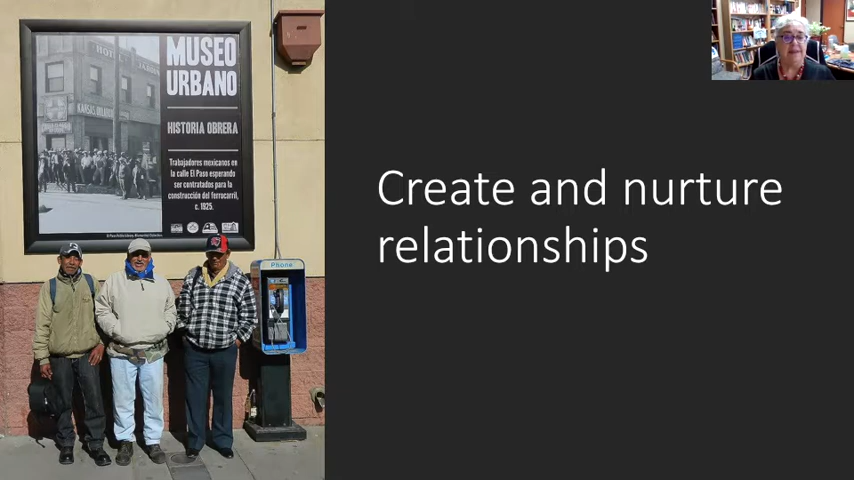 MUSEO
URBANO
HISTORIA OBRERA
Trabajadores mexicanos en
la calle El Paso esperando
ser contratados para la
construcción del ferrocarril,
c. 1925.
Phone
Create and nurture
relationships